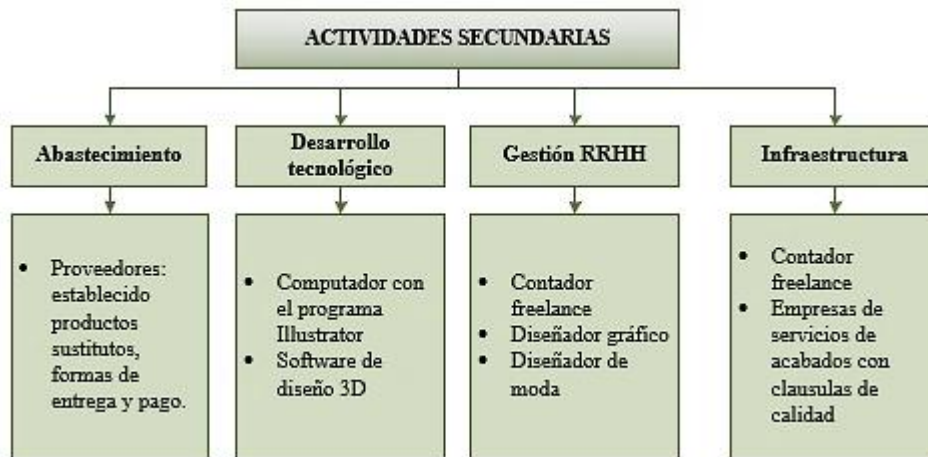 ACTIVIDADES SECUNDARIAS
Abastecimiento
• Proveedores:
establecido
productos
sustitutos,
formas de
entrega y pago.
Desarrollo
tecnológico
• Computador con
el programa
Illustrator
• Software de
diseño 3D
Gestión RRHH
• Contador
freelance
• Diseñador gráfico
• Diseñador de
moda
Infraestructura
• Contador
freelance
• Empresas de
servicios de
acabados con
clausulas de
calidad